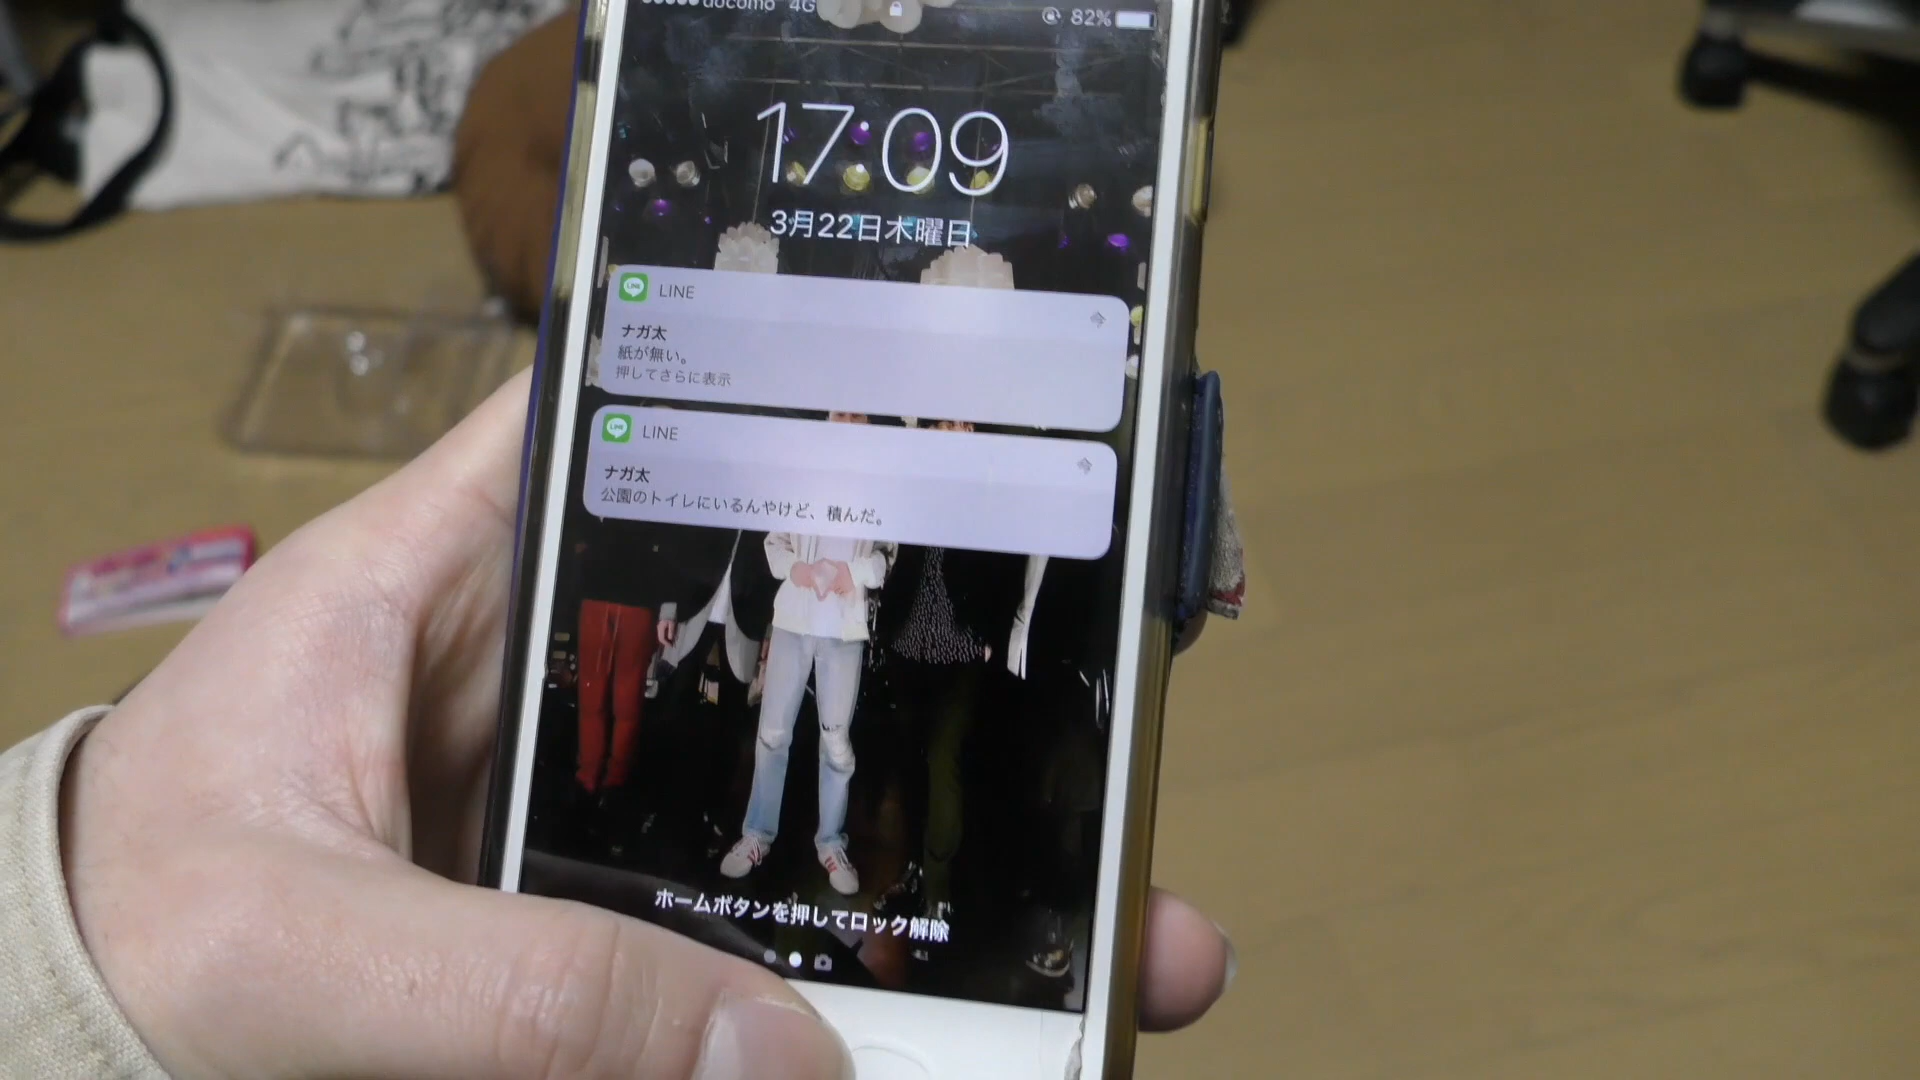 docomo 4G 82%
17:09
3月22日木曜日
LINE
今
ナガ太
紙が無い。
押してさらに表示
LINE
今
ナガ太
公園のトイレにいるんやけど、積んだ。
ホームボタンを押してロック解除